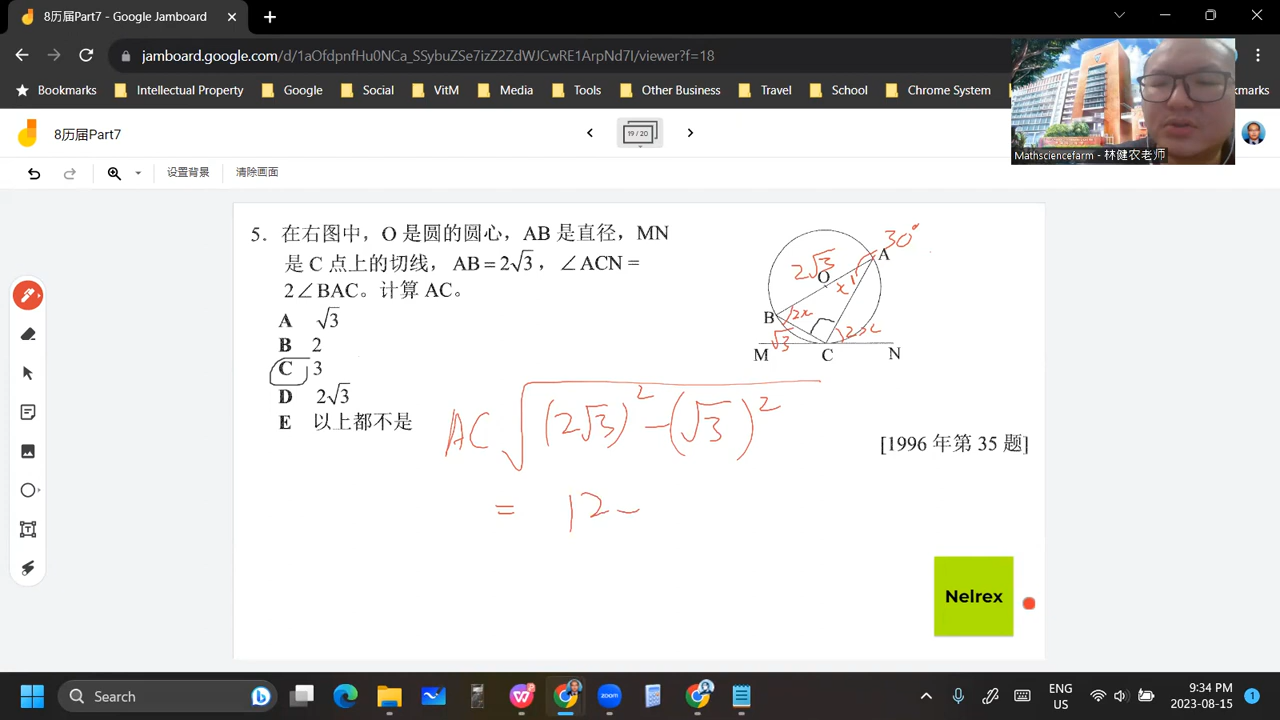 8历届Part7 - Google Jamboard
jamboard.google.com/d/1aOfdpn
CA_SSybuZSe7izZ2ZdWJCwRE1ArpNd7I/viewer?f=18
Bookmarks Intellectual Property Google Social VitM Media Tools Other Business Travel School Chrome System
kmarks
Mathsciencefarm - 林健农老师
8历届Part7
19 / 20
设置背景 清除画面
5. 在右图中，O 是圆的圆心，AB 是直径，MN
是 C 点上的切线， AB = 2√3 ，∠ACN =
2∠BAC。计算 AC。
A √3
B 2
C 3
D 2√3
E 以上都不是
30°
A
2√3
O
x
B
2x
√3
2x
M C N
AC √(2√3)² - (√3)²
= 12 -
[1996 年第 35 题]
Nelrex
Search
ENG
US
9:34 PM
2023-08-15
1